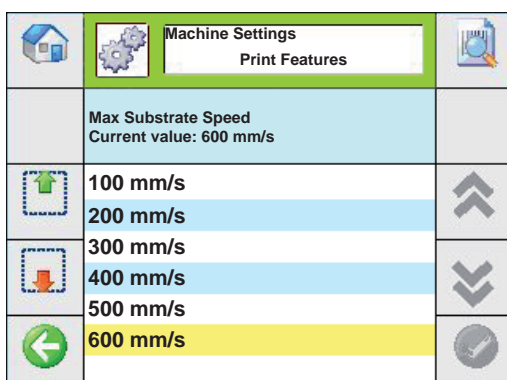 Machine Settings
Print Features
Max Substrate Speed
Current value: 600 mm/s
100 mm/s
200 mm/s
300 mm/s
400 mm/s
500 mm/s
600 mm/s